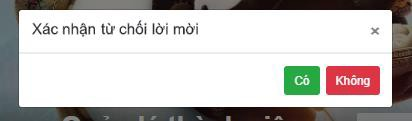 Xác nhận từ chối lời mời ×
Có Không